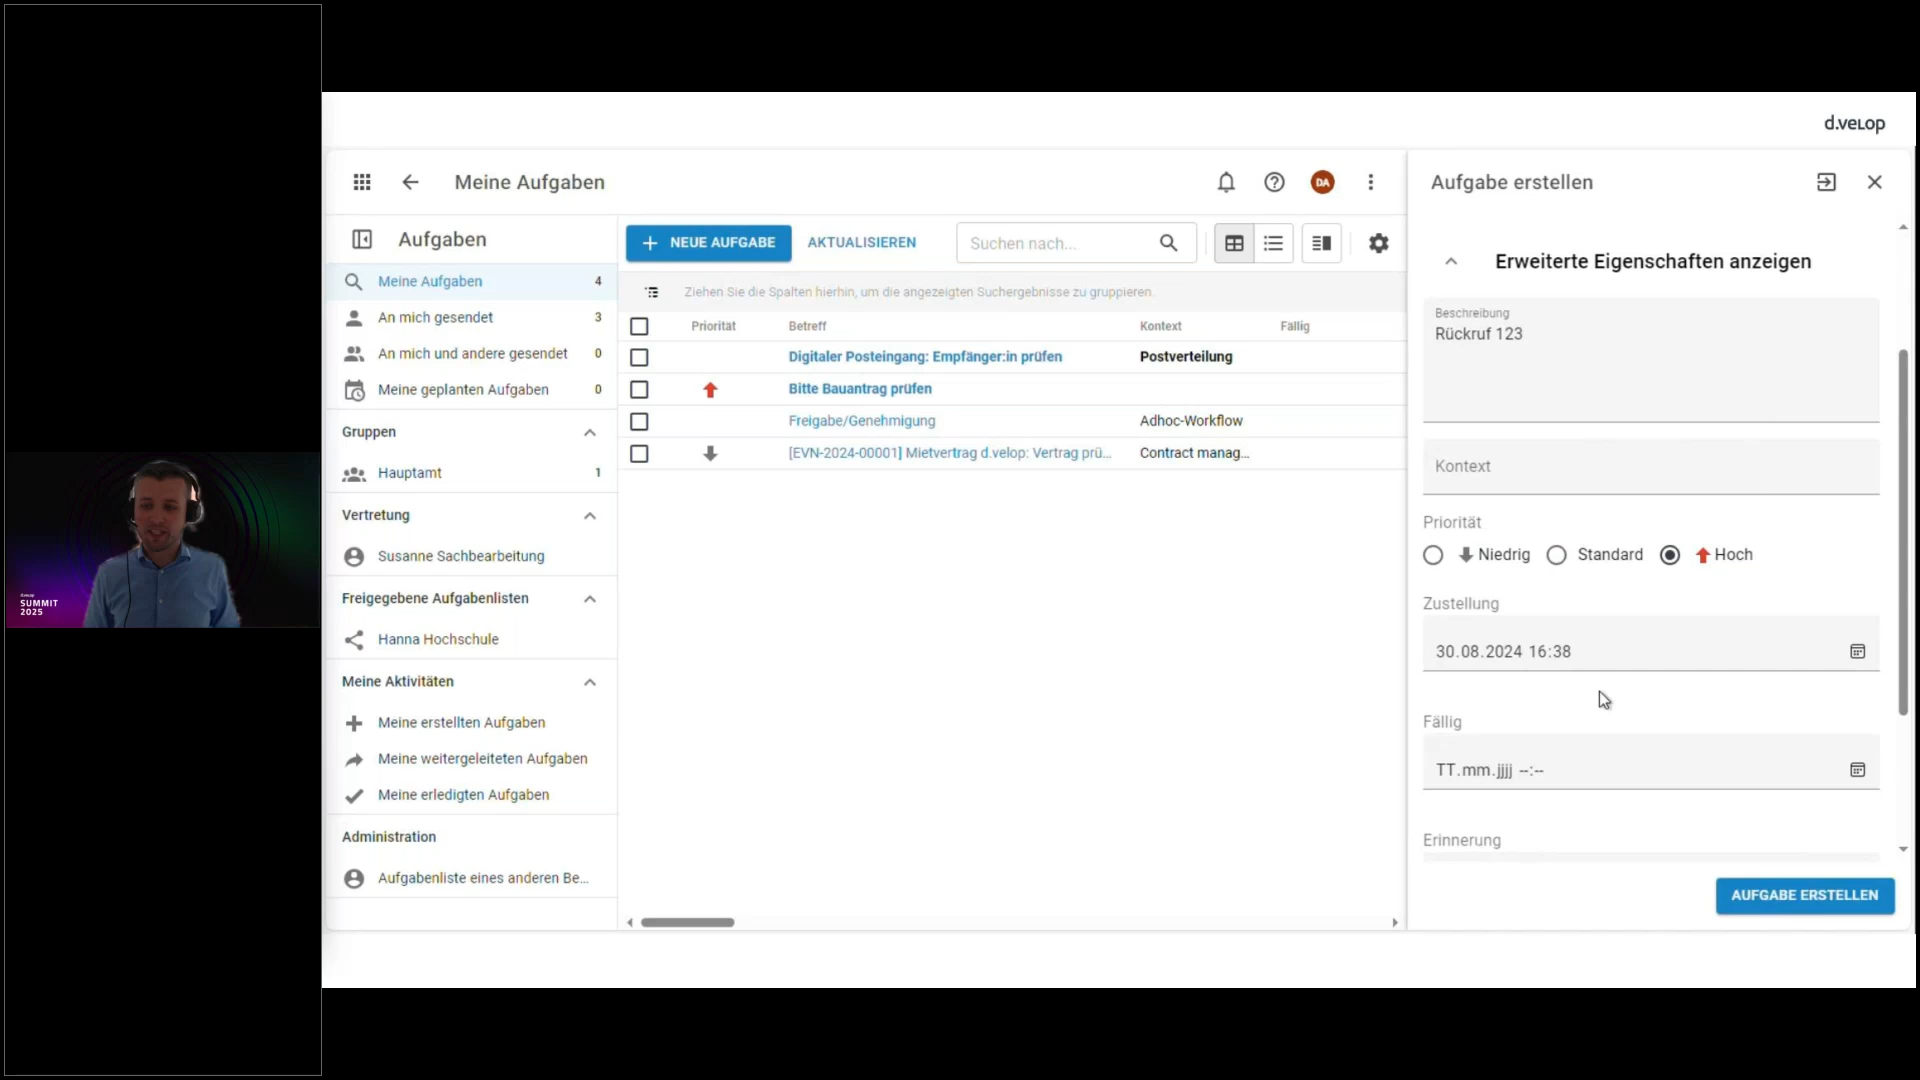 d.velop
Meine Aufgaben
DA
Aufgabe erstellen
Aufgaben
NEUE AUFGABE
AKTUALISIEREN
Suchen nach...
Meine Aufgaben 4
An mich gesendet 3
An mich und andere gesendet 0
Meine geplanten Aufgaben 0
Gruppen
Hauptamt 1
Vertretung
Susanne Sachbearbeitung
Freigegebene Aufgabenlisten
Hanna Hochschule
Meine Aktivitäten
Meine erstellten Aufgaben
Meine weitergeleiteten Aufgaben
Meine erledigten Aufgaben
Administration
Aufgabenliste eines anderen Be...
Ziehen Sie die Spalten hierhin, um die angezeigten Suchergebnisse zu gruppieren.
Priorität Betreff Kontext Fällig
Digitaler Posteingang: Empfänger:in prüfen Postverteilung
Bitte Bauantrag prüfen
Freigabe/Genehmigung Adhoc-Workflow
[EVN-2024-00001] Mietvertrag d.velop: Vertrag prü... Contract manag...
Erweiterte Eigenschaften anzeigen
Beschreibung
Rückruf 123
Kontext
Priorität
Niedrig Standard Hoch
Zustellung
30.08.2024 16:38
Fällig
TT.mm.jjjj --:--
Erinnerung
AUFGABE ERSTELLEN
d.velop
SUMMIT
2025